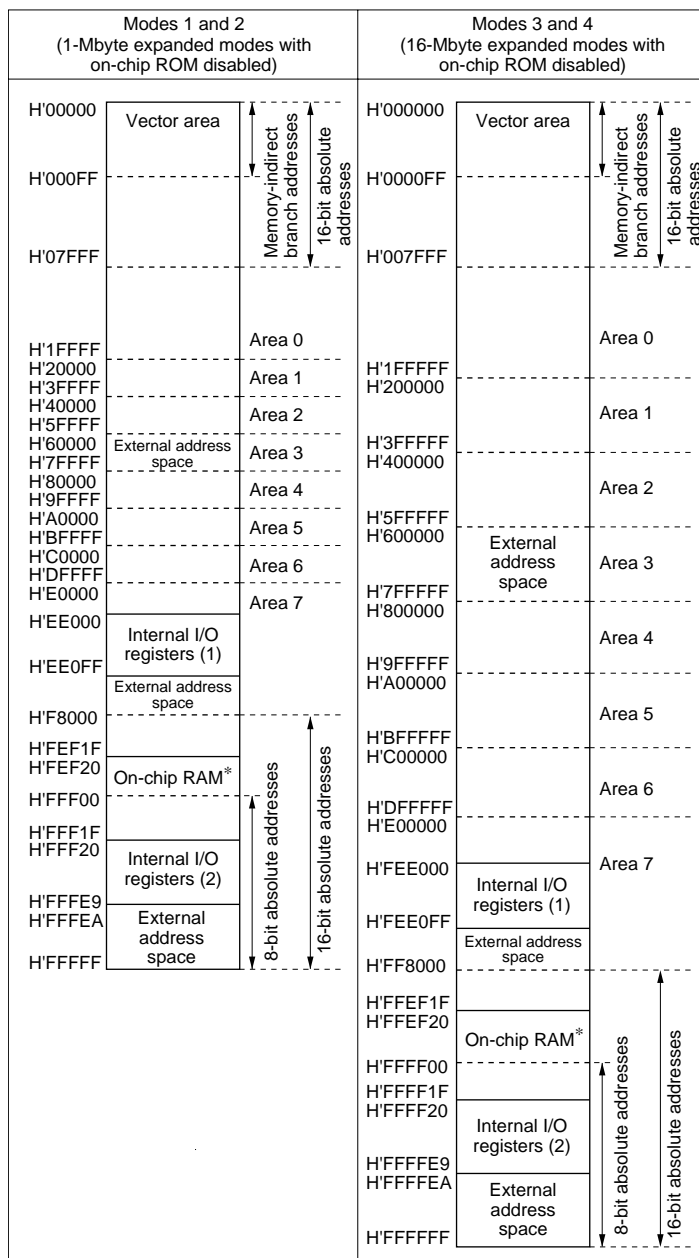 Modes 1 and 2
(1-Mbyte expanded modes with
on-chip ROM disabled)
H'00000
Vector area
H'000FF
H'07FFF
Memory-indirect
branch addresses
16-bit absolute
addresses
H'1FFFF
Area 0
H'20000
Area 1
H'3FFFF
H'40000
Area 2
H'5FFFF
H'60000
External address
space
Area 3
H'7FFFF
H'80000
Area 4
H'9FFFF
H'A0000
Area 5
H'BFFFF
H'C0000
Area 6
H'DFFFF
H'E0000
Area 7
H'EE000
Internal I/O
registers (1)
H'EE0FF
External address
space
H'F8000
H'FEF1F
H'FEF20
On-chip RAM*
H'FFF00
H'FFF1F
H'FFF20
Internal I/O
registers (2)
H'FFFE9
H'FFFEA
External
address
space
H'FFFFF
8-bit absolute addresses
16-bit absolute addresses
Modes 3 and 4
(16-Mbyte expanded modes with
on-chip ROM disabled)
H'000000
Vector area
H'0000FF
H'007FFF
Memory-indirect
branch addresses
16-bit absolute
addresses
Area 0
H'1FFFFF
H'200000
Area 1
H'3FFFFF
H'400000
Area 2
H'5FFFFF
H'600000
External
address
space
Area 3
H'7FFFFF
H'800000
Area 4
H'9FFFFF
H'A00000
Area 5
H'BFFFFF
H'C00000
Area 6
H'DFFFFF
H'E00000
Area 7
H'FEE000
Internal I/O
registers (1)
H'FEE0FF
External address
space
H'FF8000
H'FFEF1F
H'FFEF20
On-chip RAM*
H'FFFF00
H'FFFF1F
H'FFFF20
Internal I/O
registers (2)
H'FFFFE9
H'FFFFEA
External
address
space
H'FFFFFF
8-bit absolute addresses
16-bit absolute addresses